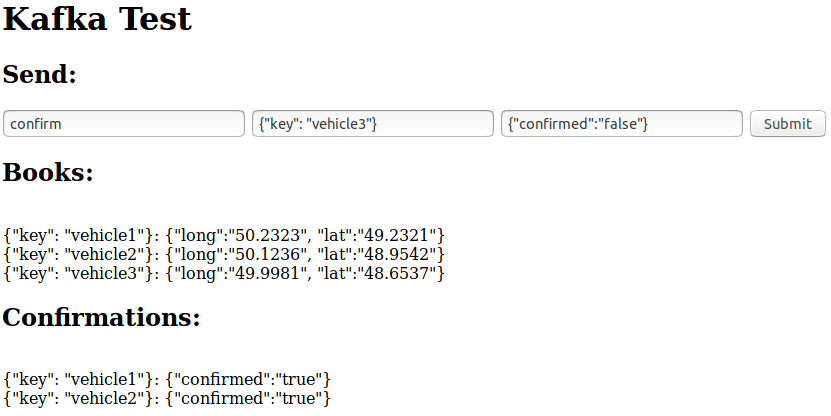 Kafka Test
Send:
confirm {"key": "vehicle3"} {"confirmed":"false"} Submit
Books:
{"key": "vehicle1"}: {"long":"50.2323", "lat":"49.2321"}
{"key": "vehicle2"}: {"long":"50.1236", "lat":"48.9542"}
{"key": "vehicle3"}: {"long":"49.9981", "lat":"48.6537"}
Confirmations:
{"key": "vehicle1"}: {"confirmed":"true"}
{"key": "vehicle2"}: {"confirmed":"true"}